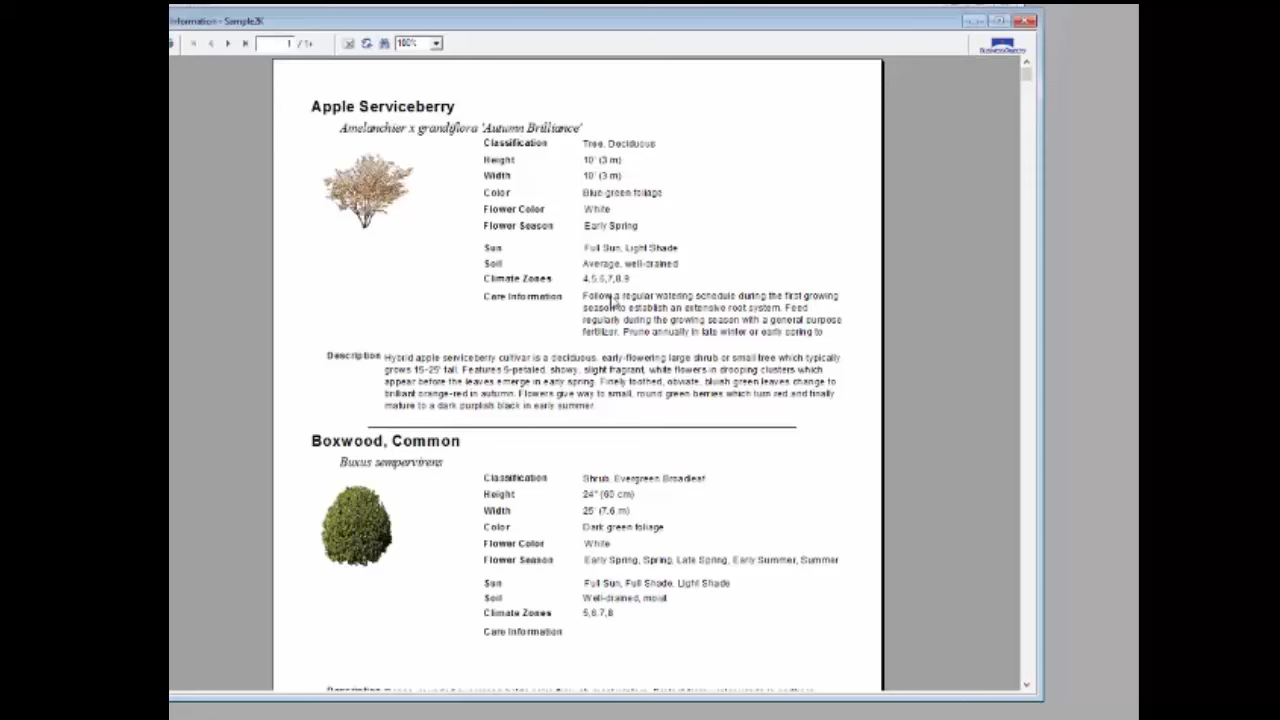 Information - Sample2K
1 / 1+
100%
BusinessObjects
Apple Serviceberry
Amelanchier x grandiflora 'Autumn Brilliance'
Classification Tree, Deciduous
Height 10' (3 m)
Width 10' (3 m)
Color Blue-green foliage
Flower Color White
Flower Season Early Spring
Sun Full Sun, Light Shade
Soil Average, well-drained
Climate Zones 4,5,6,7,8,9
Care Information Follow a regular watering schedule during the first growing
season to establish an extensive root system. Feed
regularly during the growing season with a general purpose
fertilizer. Prune annually in late winter or early spring to
Description Hybrid apple serviceberry cultivar is a deciduous, early-flowering large shrub or small tree which typically
grows 15-25' tall. Features 5-petaled, showy, slight fragrant, white flowers in drooping clusters which
appear before the leaves emerge in early spring. Finely toothed, obviate, bluish green leaves change to
brilliant orange-red in autumn. Flowers give way to small, round green berries which turn red and finally
mature to a dark purplish black in early summer.
Boxwood, Common
Buxus sempervirens
Classification Shrub, Evergreen Broadleaf
Height 24" (60 cm)
Width 25' (7.6 m)
Color Dark green foliage
Flower Color White
Flower Season Early Spring, Spring, Late Spring, Early Summer, Summer
Sun Full Sun, Full Shade, Light Shade
Soil Well-drained, moist
Climate Zones 5,6,7,8
Care Information
Description